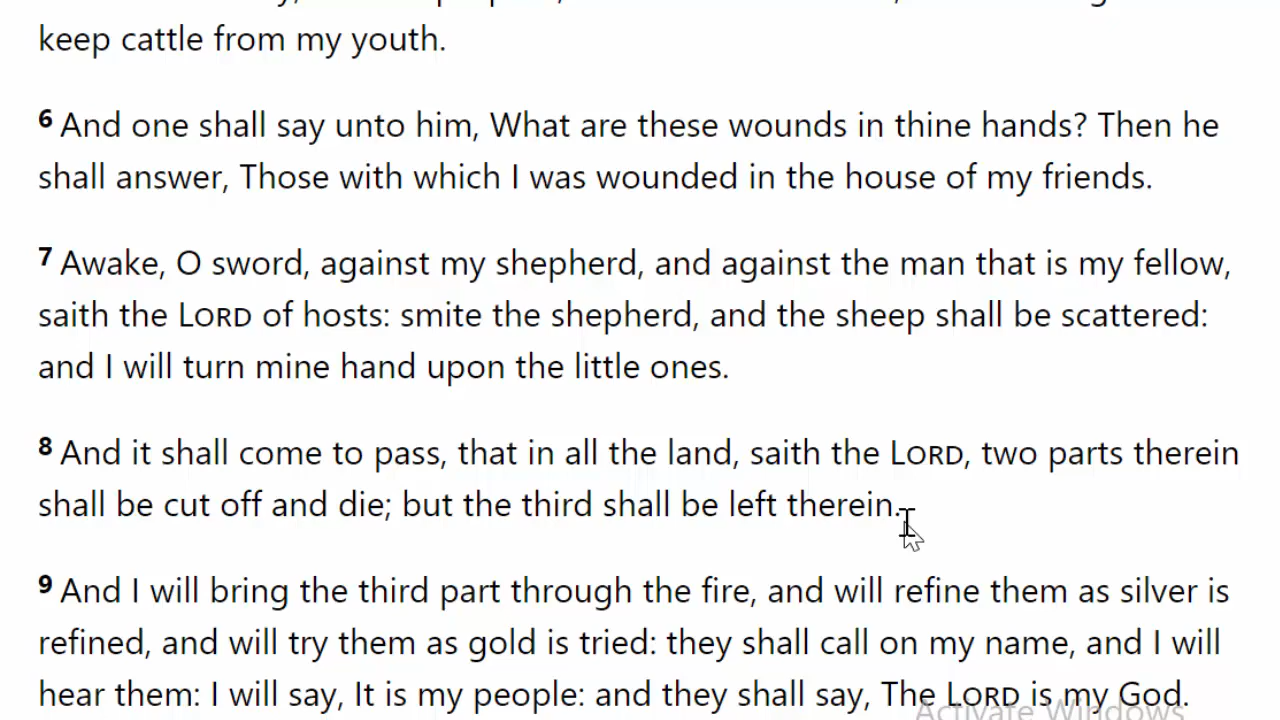 keep cattle from my youth.
6 And one shall say unto him, What are these wounds in thine hands? Then he
shall answer, Those with which I was wounded in the house of my friends.
7 Awake, O sword, against my shepherd, and against the man that is my fellow,
saith the LORD of hosts: smite the shepherd, and the sheep shall be scattered:
and I will turn mine hand upon the little ones.
8 And it shall come to pass, that in all the land, saith the LORD, two parts therein
shall be cut off and die; but the third shall be left therein.
9 And I will bring the third part through the fire, and will refine them as silver is
refined, and will try them as gold is tried: they shall call on my name, and I will
hear them: I will say, It is my people: and they shall say, The LORD is my God.
Activate Windows